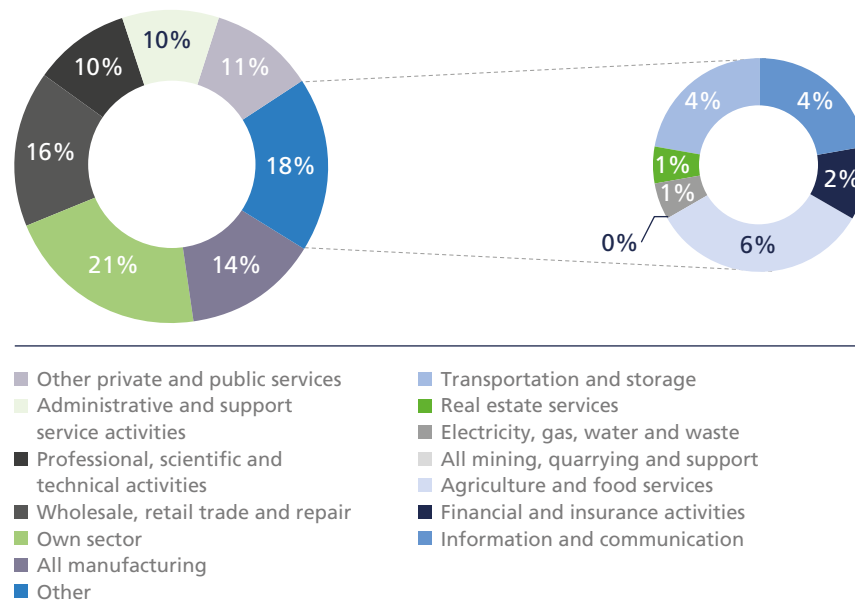 10%
11%
18%
14%
21%
16%
10%
4%
2%
6%
0%
1%
1%
4%
Other private and public services
Administrative and support
service activities
Professional, scientific and
technical activities
Wholesale, retail trade and repair
Own sector
All manufacturing
Other
Transportation and storage
Real estate services
Electricity, gas, water and waste
All mining, quarrying and support
Agriculture and food services
Financial and insurance activities
Information and communication